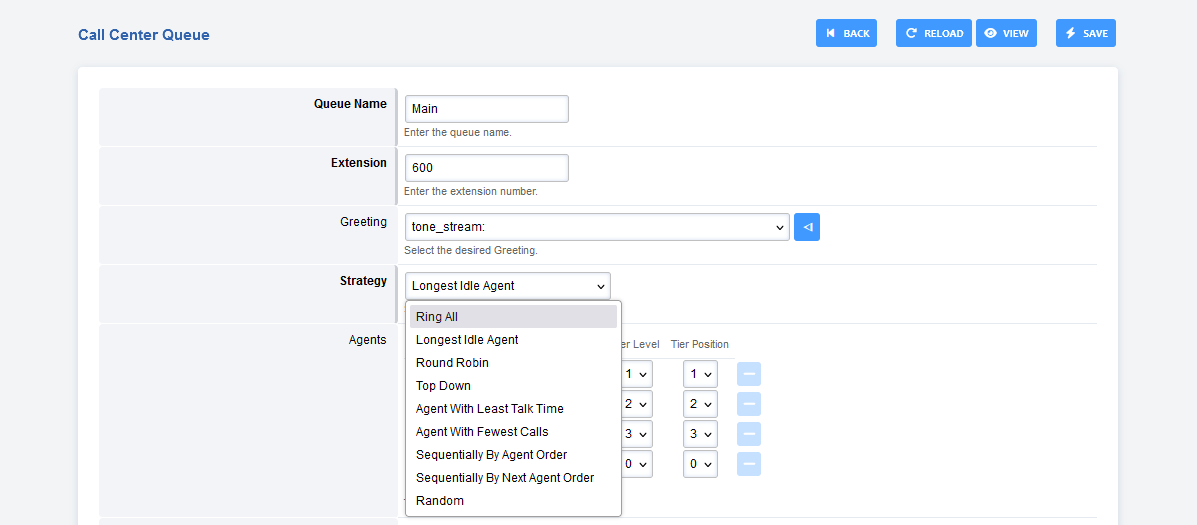 Call Center Queue
BACK RELOAD VIEW SAVE
Queue Name Main
Enter the queue name.
Extension 600
Enter the extension number.
Greeting tone_stream:
Select the desired Greeting.
Strategy Longest Idle Agent
Ring All
Agents Longest Idle Agent
Level Tier Position
Round Robin
1 1
Top Down
2 2
Agent With Least Talk Time
Agent With Fewest Calls
3 3
Sequentially By Agent Order
0 0
Sequentially By Next Agent Order
Random